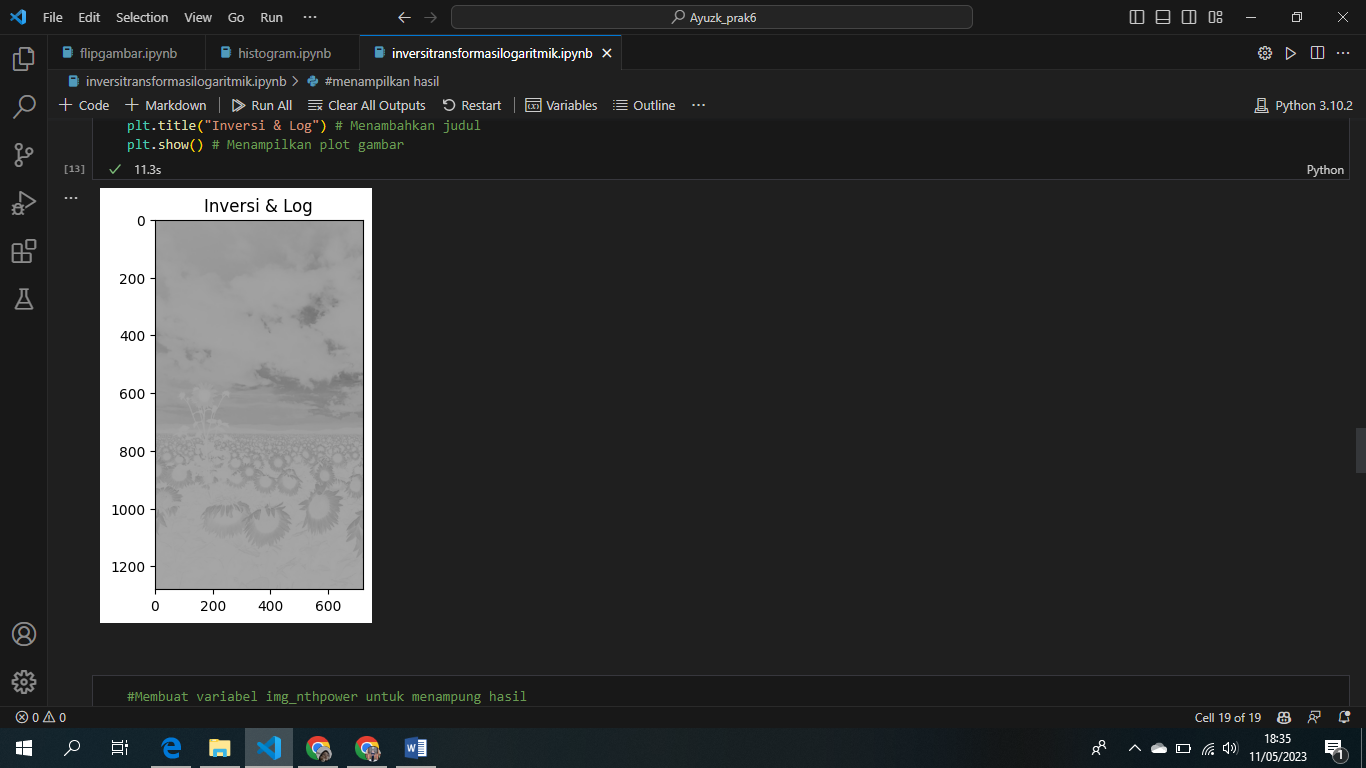 File Edit Selection View Go Run ··· Ayuzk_prak6
flipgambar.ipynb histogram.ipynb inversitransformasilogaritmik.ipynb
inversitransformasilogaritmik.ipynb > #menampilkan hasil
+ Code + Markdown Run All Clear All Outputs Restart Variables Outline ··· Python 3.10.2
plt.title("Inversi & Log") # Menambahkan judul
plt.show() # Menampilkan plot gambar
[13] 11.3s Python
Inversi & Log
0
200
400
600
800
1000
1200
0 200 400 600
#Membuat variabel img_nthpower untuk menampung hasil
0 0 Cell 19 of 19
18:35
11/05/2023
1